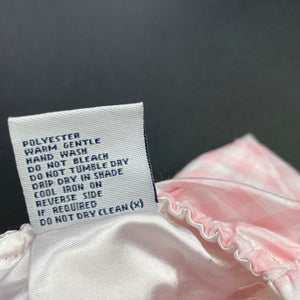 POLYESTER
WARM GENTLE
HAND WASH
DO NOT BLEACH
DO NOT TUMBLE DRY
DRIP DRY IN SHADE
COOL IRON ON
REVERSE SIDE
IF REQUIRED
DO NOT DRY CLEAN(X)